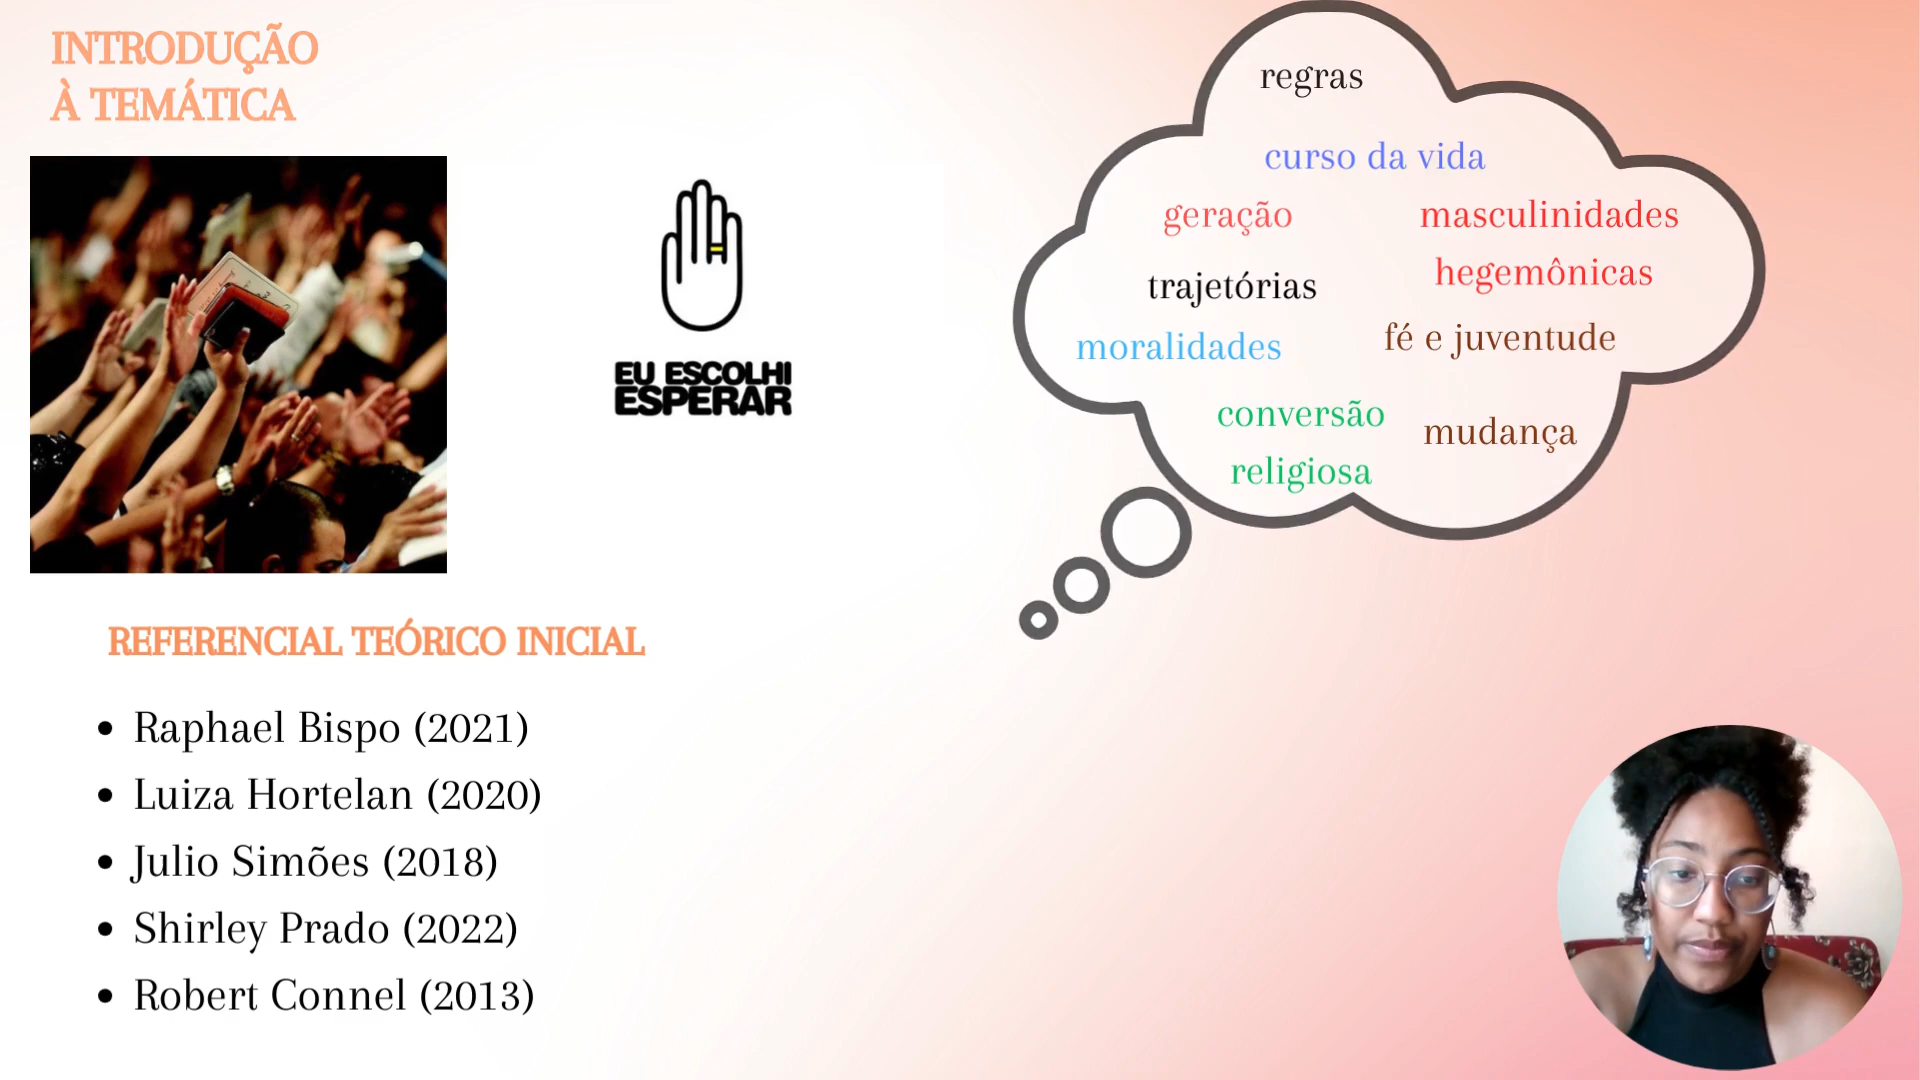 INTRODUÇÃO
À TEMÁTICA
EU ESCOLHI
ESPERAR
regras
curso da vida
geração
masculinidades
hegemônicas
trajetórias
moralidades
fé e juventude
conversão
religiosa
mudança
REFERENCIAL TEÓRICO INICIAL
• Raphael Bispo (2021)
• Luiza Hortelan (2020)
• Julio Simões (2018)
• Shirley Prado (2022)
• Robert Connel (2013)